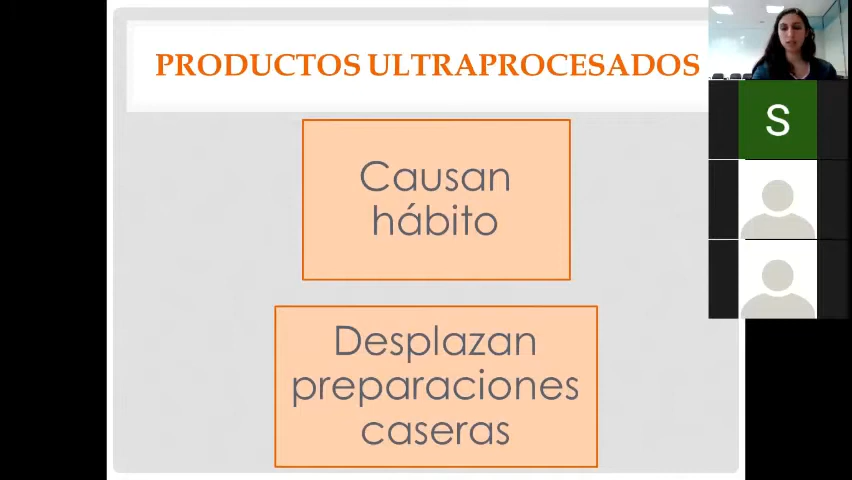 PRODUCTOS ULTRAPROCESADOS
Causan
hábito
Desplazan
preparaciones
caseras
S